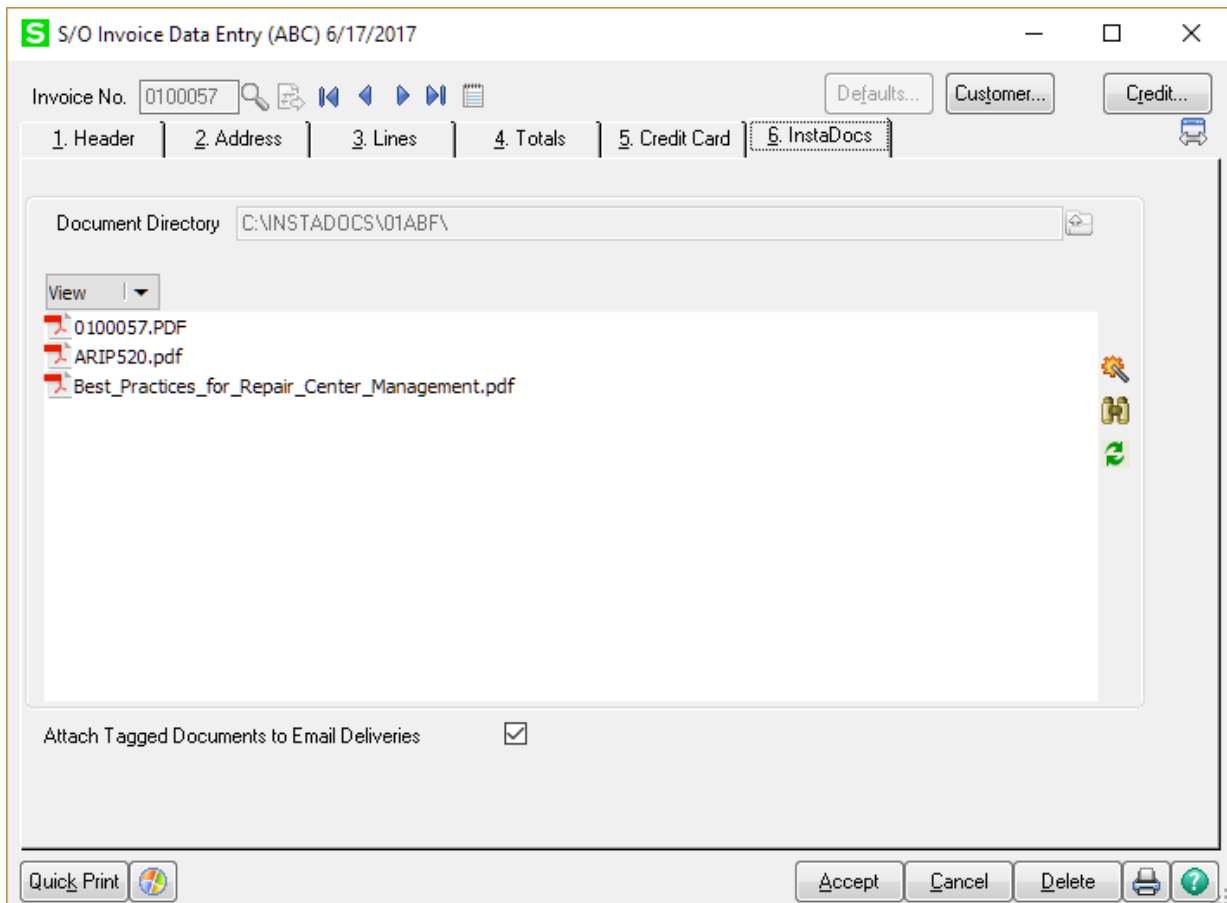 S S/O Invoice Data Entry (ABC) 6/17/2017
Invoice No. 0100057 Defaults... Customer... Credit...
1. Header 2. Address 3. Lines 4. Totals 5. Credit Card 6. InstaDocs
Document Directory C:\INSTADOCS\01ABF\
View
0100057.PDF
ARIP520.pdf
Best_Practices_for_Repair_Center_Management.pdf
Attach Tagged Documents to Email Deliveries
Quick Print Accept Cancel Delete ?